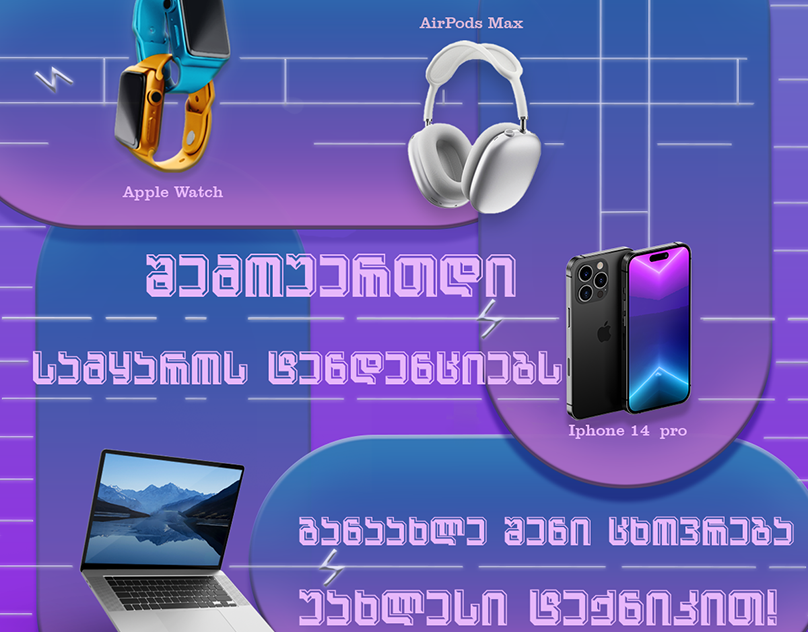 AirPods Max
Apple Watch
შემოუერთდი
სამყაროს ტენდენციებს
Iphone 14 pro
განაახლე შენი ცხოვრება
უახლესი ტექნიკით!